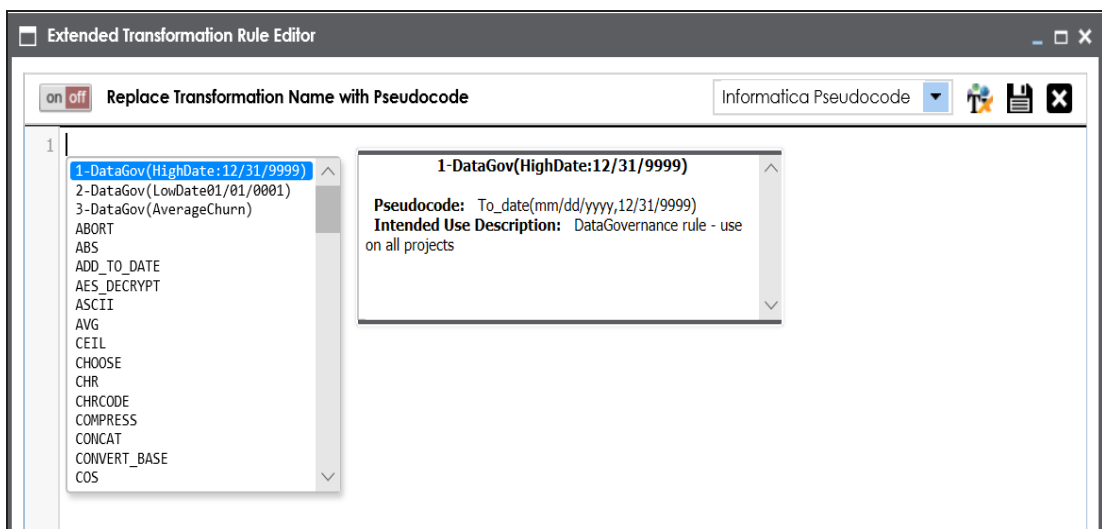 Extended Transformation Rule Editor
on off Replace Transformation Name with Pseudocode Informatica Pseudocode
1
1-DataGov(HighDate:12/31/9999)
2-DataGov(LowDate01/01/0001)
3-DataGov(AverageChurn)
ABORT
ABS
ADD_TO_DATE
AES_DECRYPT
ASCII
AVG
CEIL
CHOOSE
CHR
CHRCODE
COMPRESS
CONCAT
CONVERT_BASE
COS
1-DataGov(HighDate:12/31/9999)
Pseudocode: To_date(mm/dd/yyyy,12/31/9999)
Intended Use Description: DataGovernance rule - use
on all projects